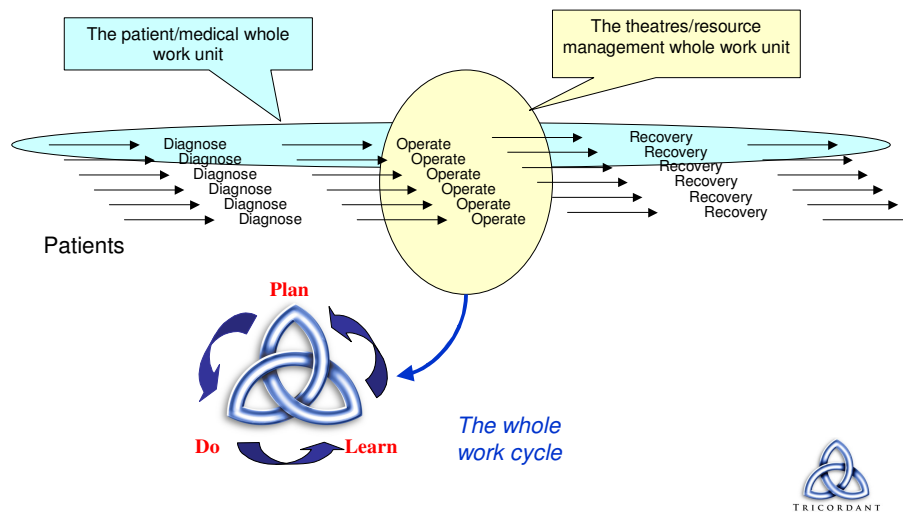 The patient/medical whole
work unit
The theatres/resource
management whole work unit
Diagnose
Operate
Recovery
Diagnose
Operate
Recovery
Diagnose
Operate
Recovery
Diagnose
Operate
Recovery
Diagnose
Operate
Recovery
Diagnose
Operate
Recovery
Patients
Plan
Do
Learn
The whole
work cycle
TRICORDANT